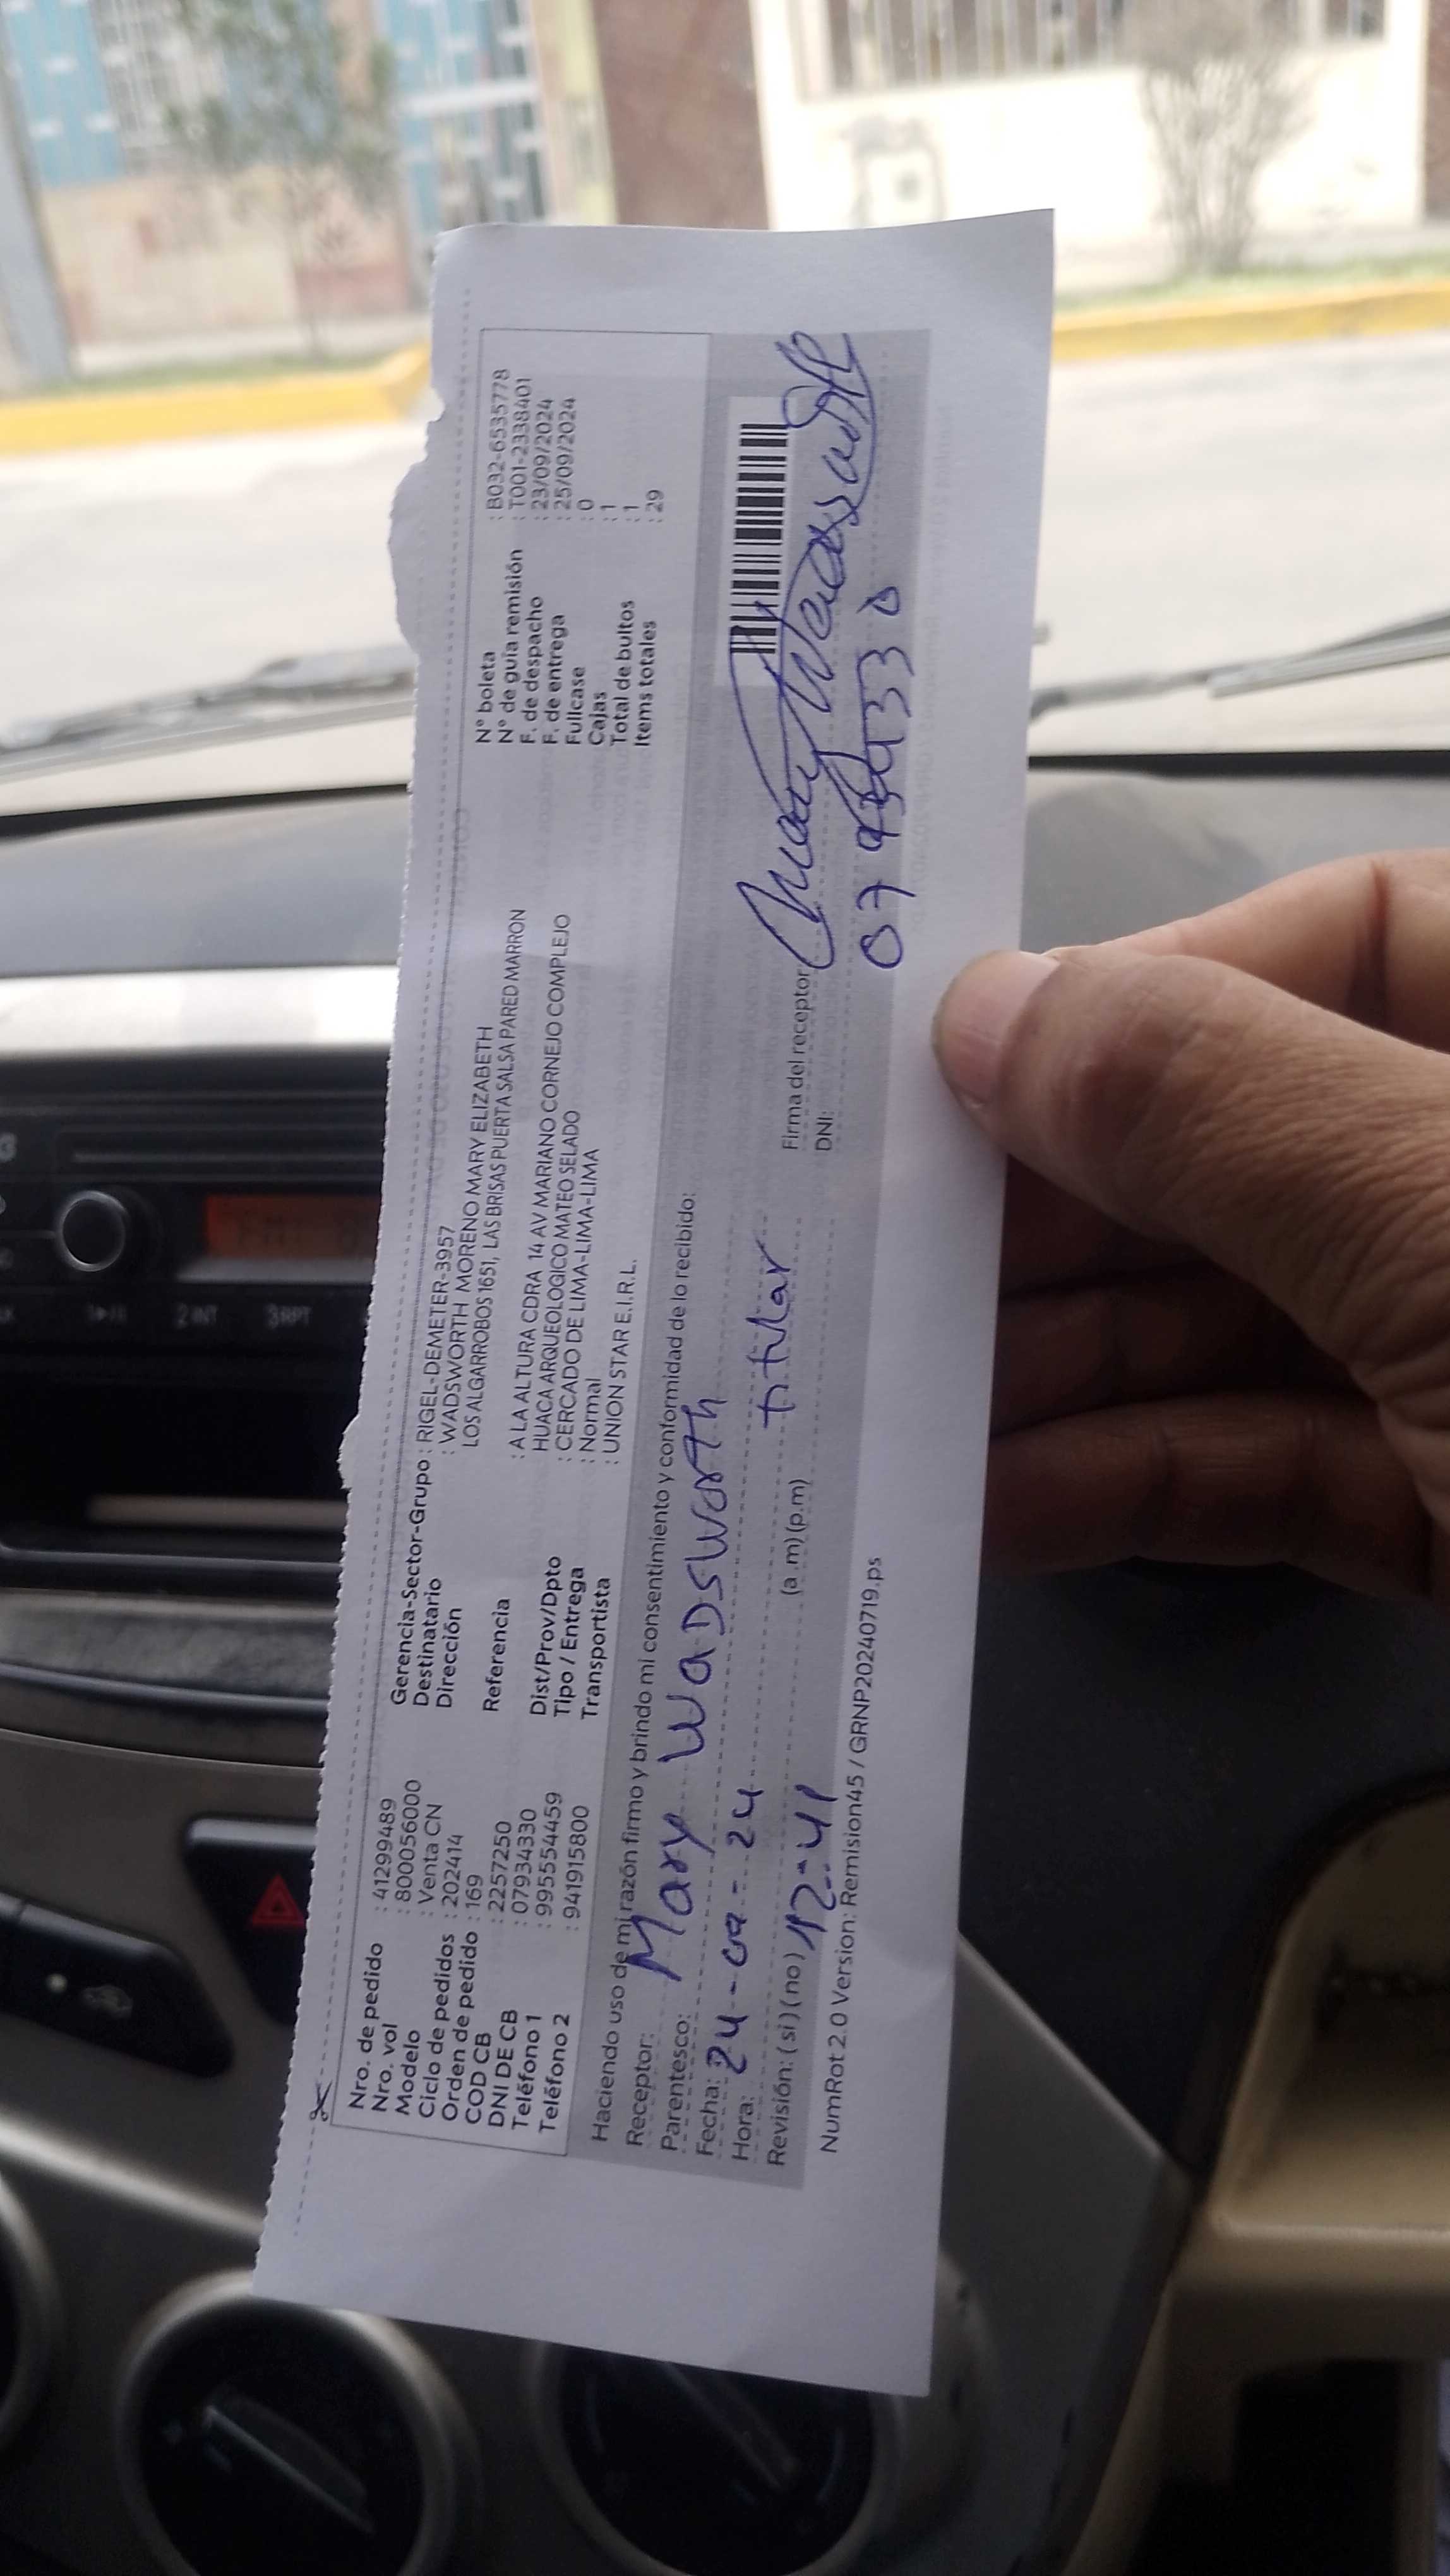 Nro. de pedido : 41299489
Nro. vol : 800056000
Modelo : Venta CN
Ciclo de pedidos : 202414
Orden de pedido : 169
COD CB : 2257250
DNI DE CB : 07934330
Teléfono 1 : 995554459
Teléfono 2 : 941915800
Gerencia-Sector-Grupo : RIGEL-DEMETER-3957
Destinatario : WADSWORTH MORENO MARY ELIZABETH
Dirección LOS ALGARROBOS 1651, LAS BRISAS PUERTA SALSA PARED MARRON
Referencia : A LA ALTURA CDRA 14 AV MARIANO CORNEJO COMPLEJO
HUACA ARQUEOLOGICO MATEO SELADO
Dist/Prov/Dpto : CERCADO DE LIMA-LIMA-LIMA
Tipo / Entrega : Normal
Transportista : UNION STAR E.I.R.L.
N° boleta : B032-6535778
N° de guía remisión : T001-2338401
F. de despacho : 23/09/2024
F. de entrega : 25/09/2024
Fullcase : 0
Cajas : 1
Total de bultos : 1
Items totales : 29
Haciendo uso de mi razón firmo y brindo mi consentimiento y conformidad de lo recibido:
Receptor: Mary Wadsworth
Parentesco: titular
Fecha: 24-09-24
Hora: 12:41 (a.m) (p.m)
Revisión: (si) (no)
Firma del receptor Mary Wadsworth
DNI:
NumRot 2.0 Version: Remision45 / GRNP20240719.ps
2 INT
3 RPT